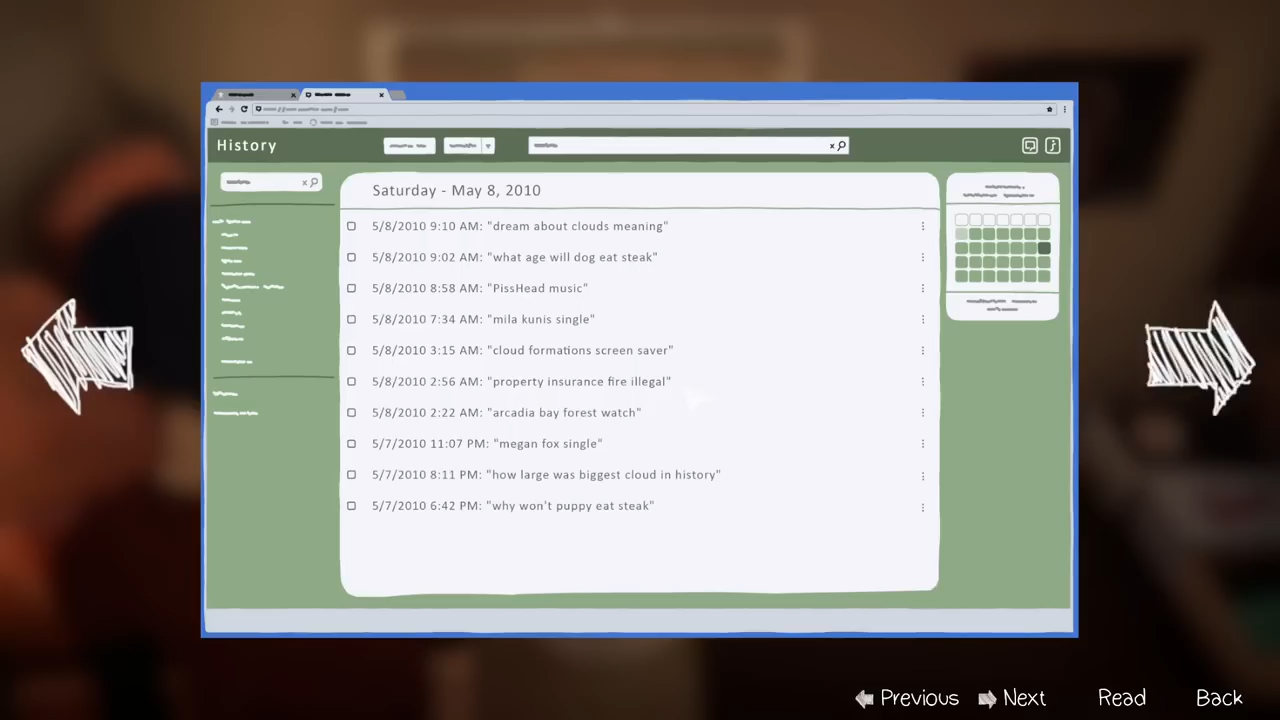 History
Saturday - May 8, 2010
5/8/2010 9:10 AM: "dream about clouds meaning"
5/8/2010 9:02 AM: "what age will dog eat steak"
5/8/2010 8:58 AM: "PissHead music"
5/8/2010 7:34 AM: "mila kunis single"
5/8/2010 3:15 AM: "cloud formations screen saver"
5/8/2010 2:56 AM: "property insurance fire illegal"
5/8/2010 2:22 AM: "arcadia bay forest watch"
5/7/2010 11:07 PM: "megan fox single"
5/7/2010 8:11 PM: "how large was biggest cloud in history"
5/7/2010 6:42 PM: "why won't puppy eat steak"
Previous Next Read Back